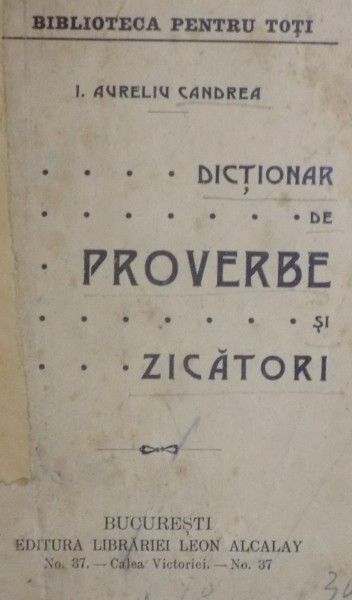 BIBLIOTECA PENTRU TOȚI
I. AURELIU CANDREA
DICȚIONAR
DE
PROVERBE
ȘI
ZICĂTORI
BUCUREȘTI
EDITURA LIBRĂRIEI LEON ALCALAY
No. 37. — Calea Victoriei. — No. 37